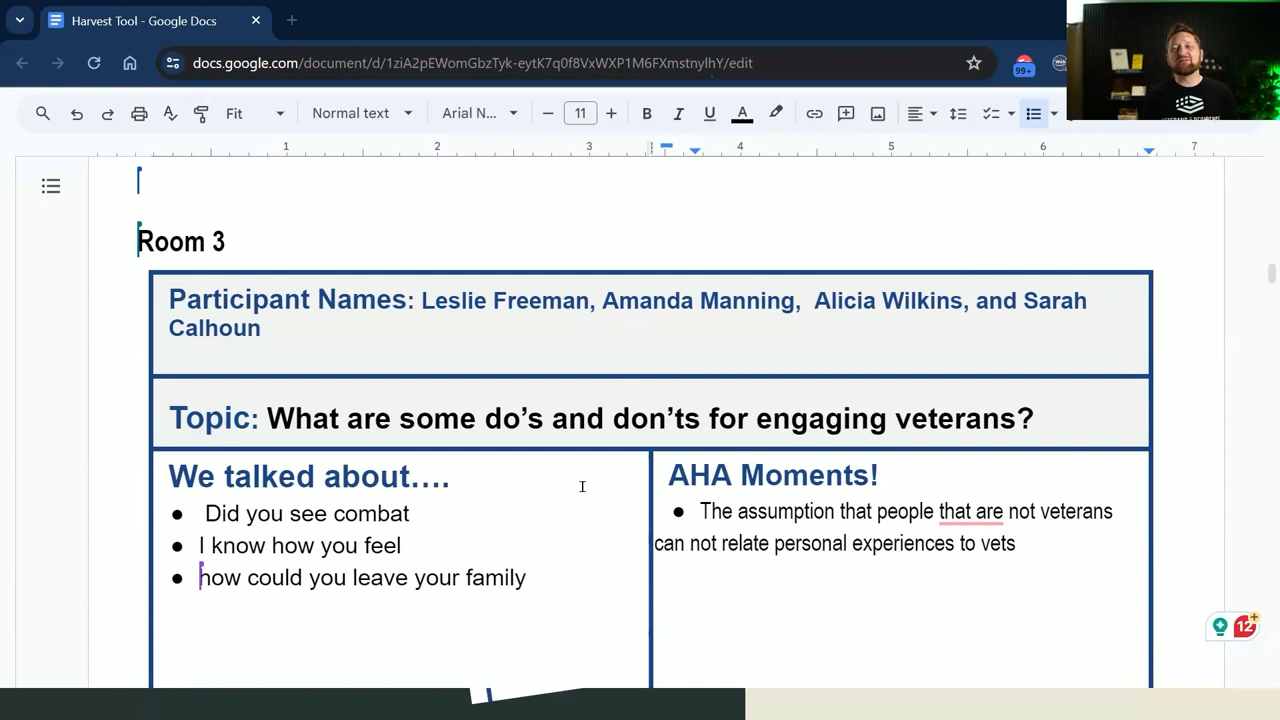 Harvest Tool - Google Docs
docs.google.com/document/d/1ziA2pEWomGbzTyk-eytK7q0f8VxWXP1M6FXmstnylhY/edit
99+
Fit
Normal text
Arial N...
11
B I U A
1 2 3 4 5 6 7
Room 3
Participant Names: Leslie Freeman, Amanda Manning, Alicia Wilkins, and Sarah
Calhoun
Topic: What are some do's and don'ts for engaging veterans?
We talked about….
Did you see combat
I know how you feel
how could you leave your family
AHA Moments!
The assumption that people that are not veterans
can not relate personal experiences to vets
12